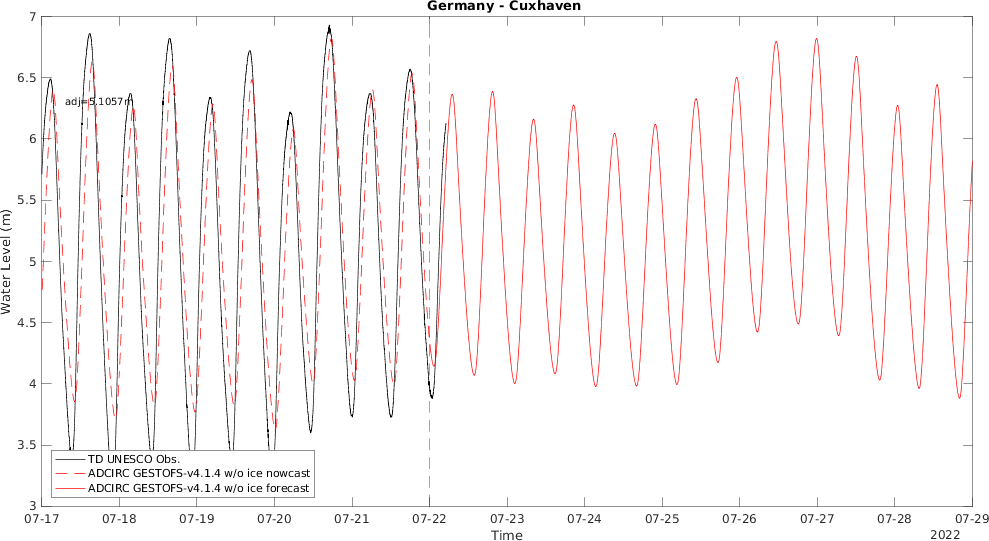 Germany - Cuxhaven
7
6.5
adj=5.1057m
6
5.5
5
4.5
4
3.5
3
Water Level (m)
TD UNESCO Obs.
ADCIRC GESTOFS-v4.1.4 w/o ice nowcast
ADCIRC GESTOFS-v4.1.4 w/o ice forecast
07-17 07-18 07-19 07-20 07-21 07-22 07-23 07-24 07-25 07-26 07-27 07-28 07-29
Time
2022